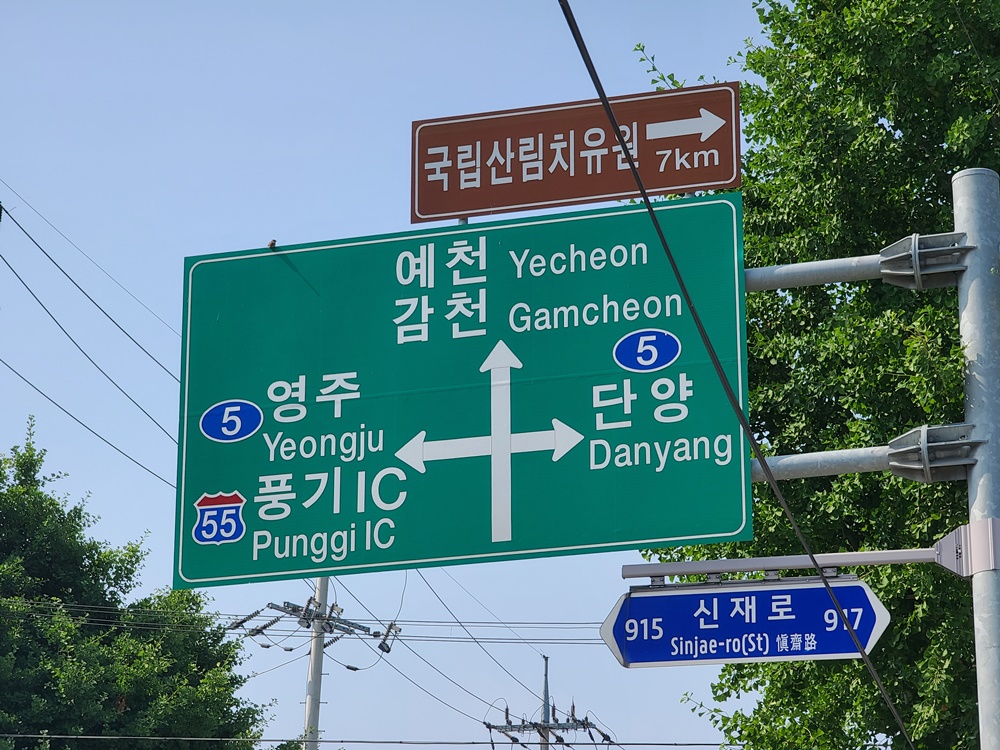 국립산림치유원
7km
예천 Yecheon
감천 Gamcheon
5
영주
Yeongju
55
풍기 IC
Punggi IC
5
단양
Danyang
915 신재로 917
Sinjae-ro(St) 愼齋路